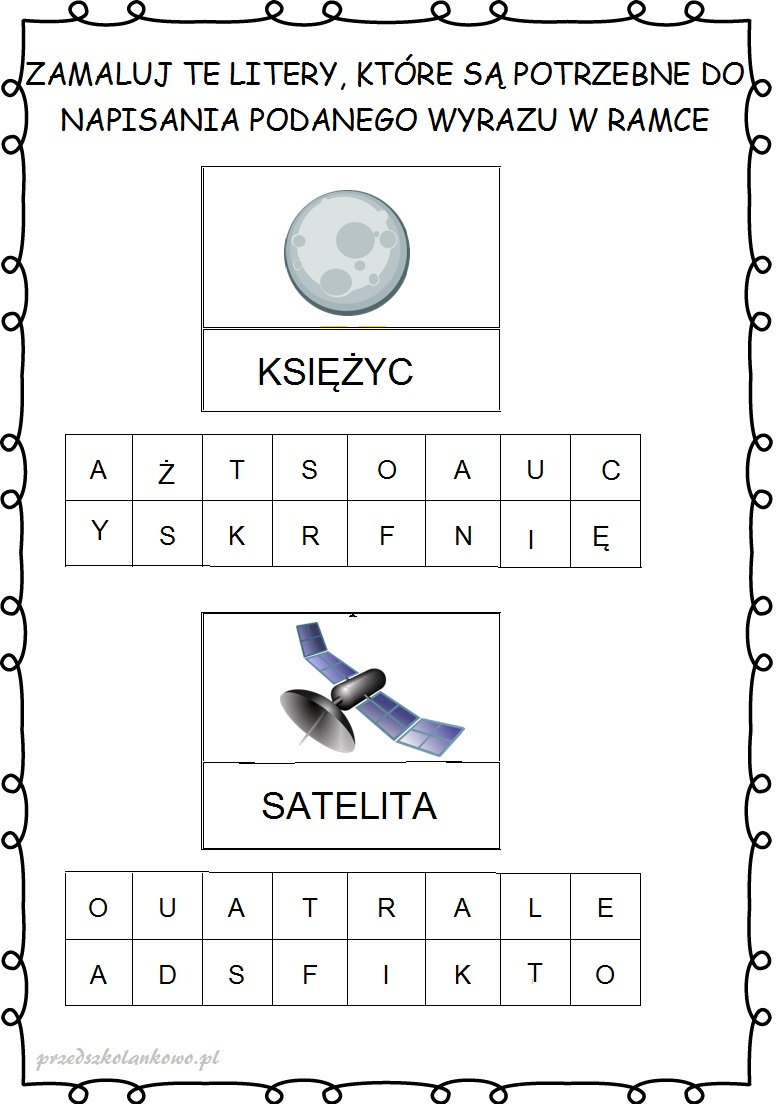 ZAMALUJ TE LITERY, KTÓRE SĄ POTRZEBNE DO
NAPISANIA PODANEGO WYRAZU W RAMCE
KSIĘŻYC
A Ż T S O A U C
Y S K R F N I Ę
SATELITA
O U A T R A L E
A D S F I K T O
przedszkolankowo.pl